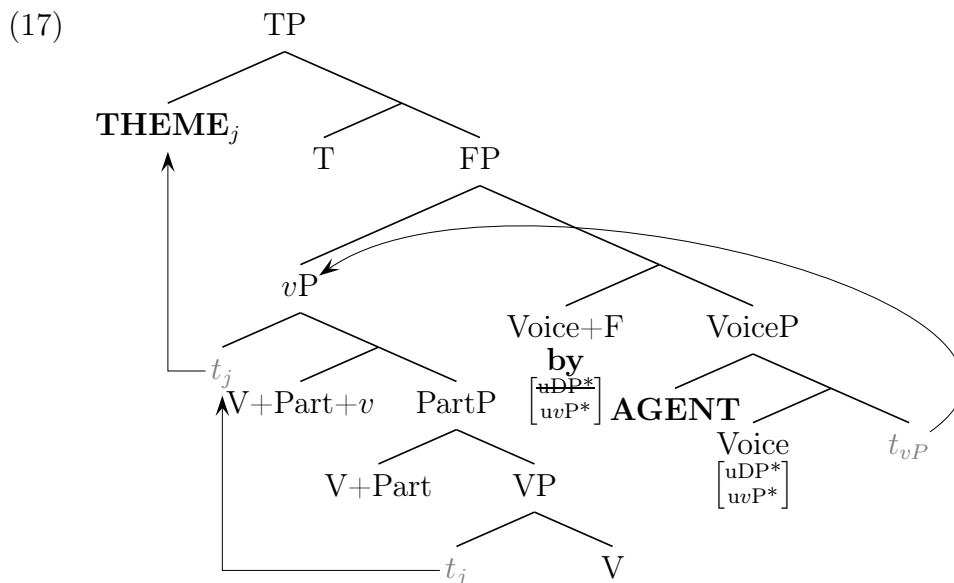 (17)
TP
THEME_j
T FP
vP Voice+F VoiceP
by
[uDP* uvP*]
t_j V+Part+v PartP AGENT
Voice t_vP
[uDP* uvP*]
V+Part VP
t_j V